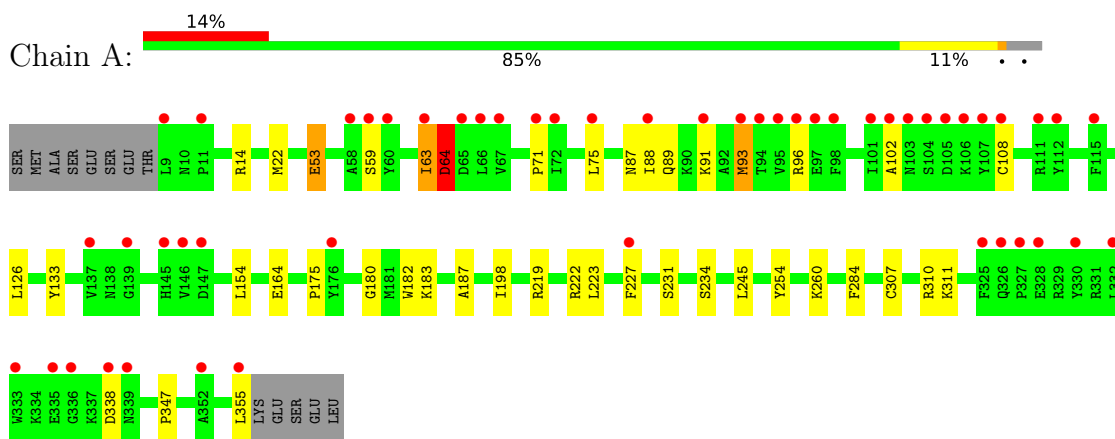 14%
Chain A:
85% 11% • •
SER MET ALA SER GLU SER GLU THR L9 N10 P11 R14 M22 E53 A58 S59 Y60 I63 D64 D65 L66 V67 P71 I72 L75 N87 I88 Q89 K90 K91 A92 M93 T94 V95 R96 E97 F98 I101 A102 N103 S104 D105 K106 Y107 C108 R111 Y112 F115
L126 Y133 V137 N138 G139 H145 V146 D147 L154 E164 P175 Y176 G180 M181 W182 K183 A187 I198 R219 R222 L223 F227 S231 S234 L245 Y254 K260 F284 C307 R310 K311 F325 Q326 P327 E328 R329 Y330 R331 L332
W333 K334 E335 G336 K337 D338 N339 P347 A352 L355 LYS GLU SER GLU LEU